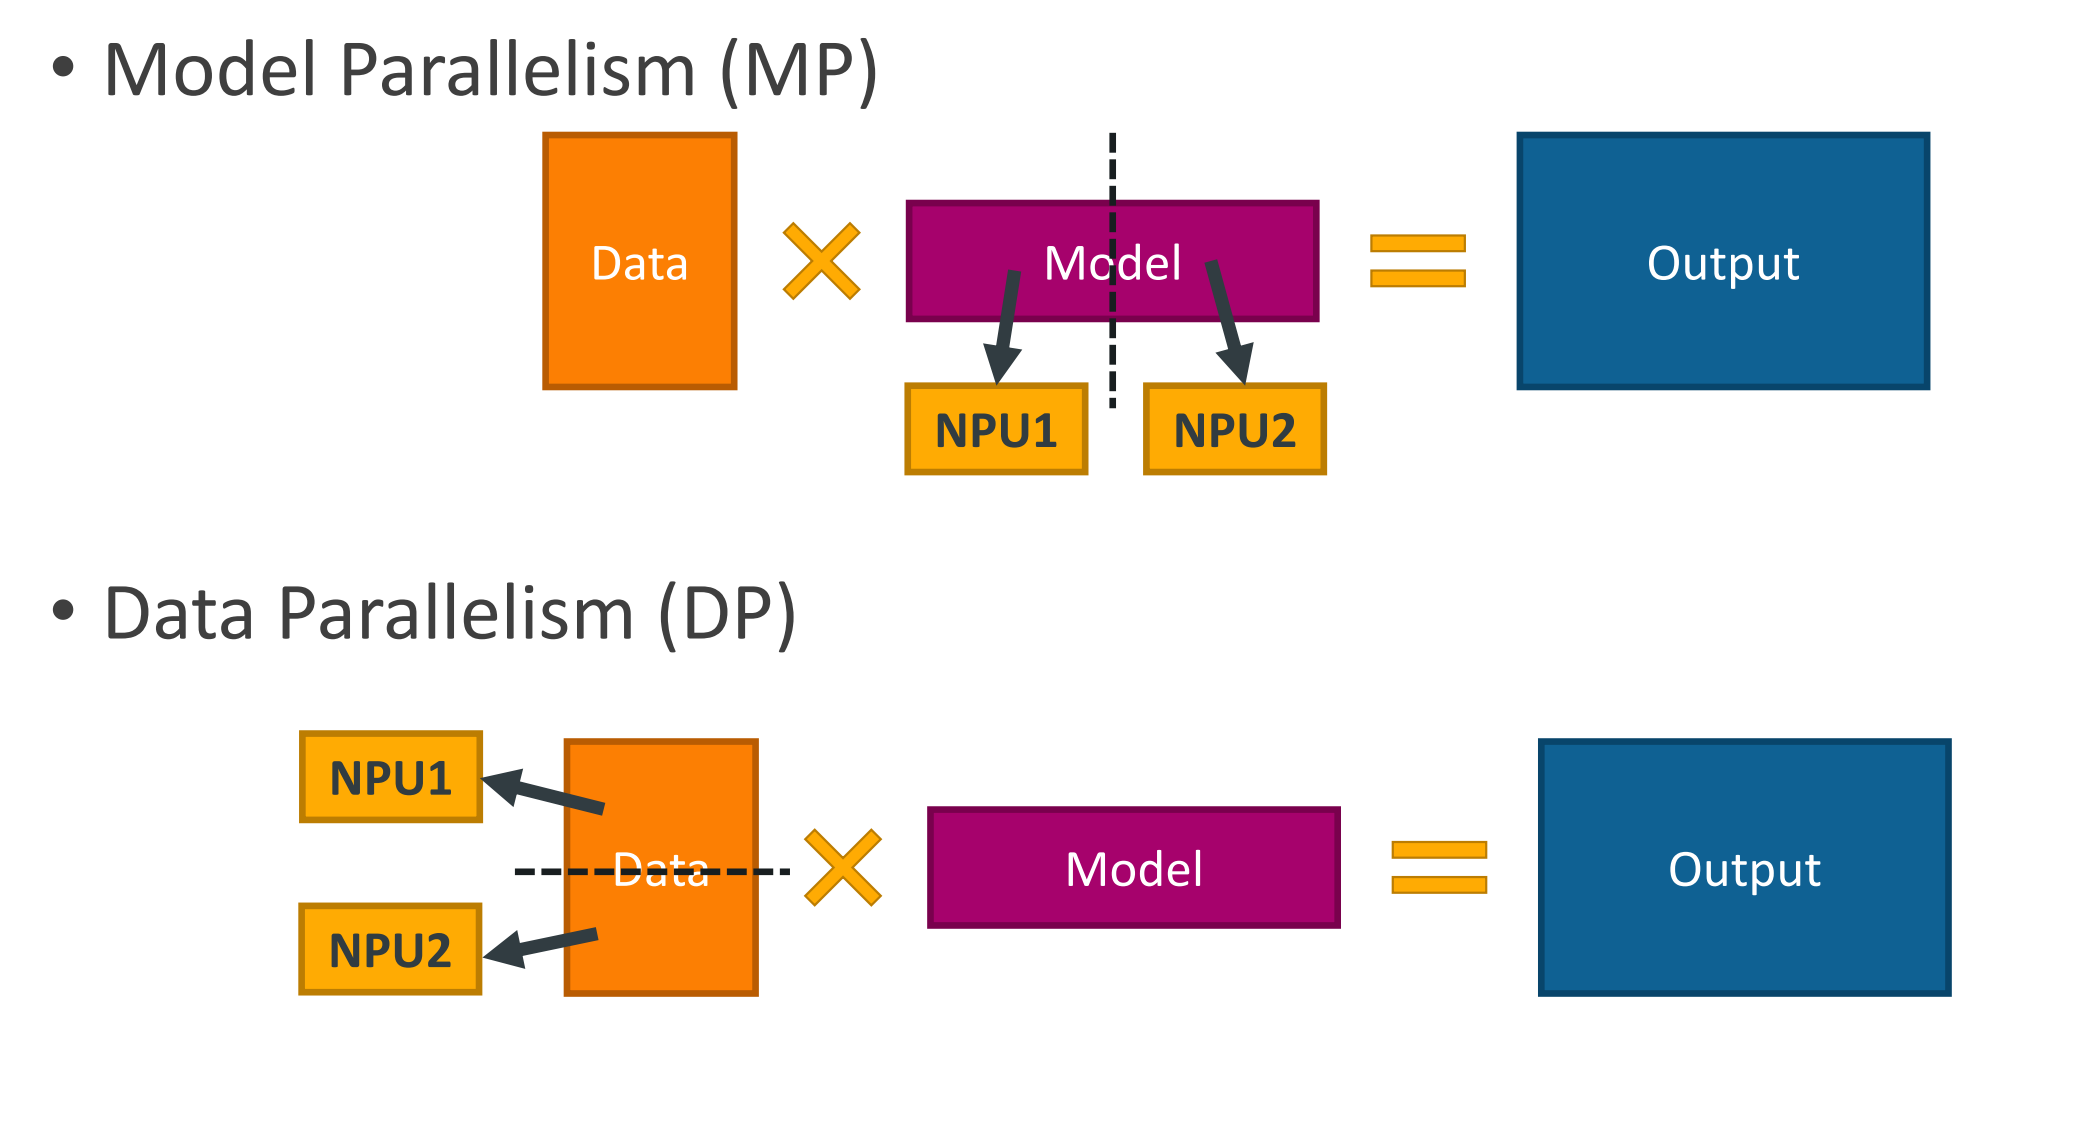 • Model Parallelism (MP)
Data
Model
Output
NPU1
NPU2
• Data Parallelism (DP)
NPU1
Data
Model
Output
NPU2